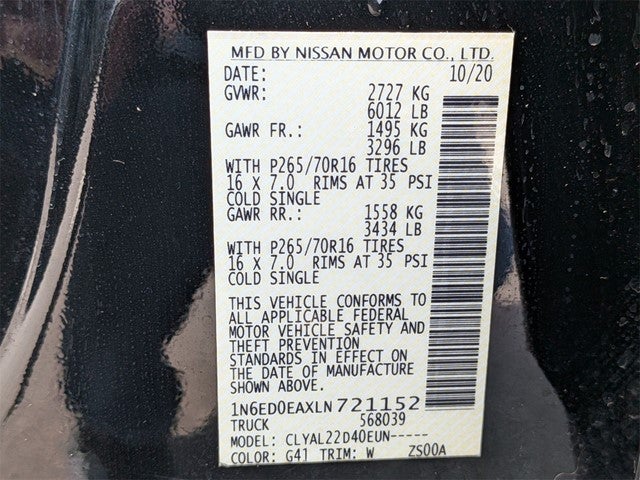 MFD BY NISSAN MOTOR CO., LTD.
DATE: 10/20
GVWR: 2727 KG
6012 LB
GAWR FR.: 1495 KG
3296 LB
WITH P265/70R16 TIRES
16 X 7.0 RIMS AT 35 PSI
COLD SINGLE
GAWR RR.: 1558 KG
3434 LB
WITH P265/70R16 TIRES
16 X 7.0 RIMS AT 35 PSI
COLD SINGLE
THIS VEHICLE CONFORMS TO
ALL APPLICABLE FEDERAL
MOTOR VEHICLE SAFETY AND
THEFT PREVENTION
STANDARDS IN EFFECT ON
THE DATE OF MANUFACTURE
SHOWN ABOVE.
1N6ED0EAXLN721152
TRUCK 568039
MODEL: CLYAL22D40EUN-----
COLOR: G41 TRIM: W ZS00A